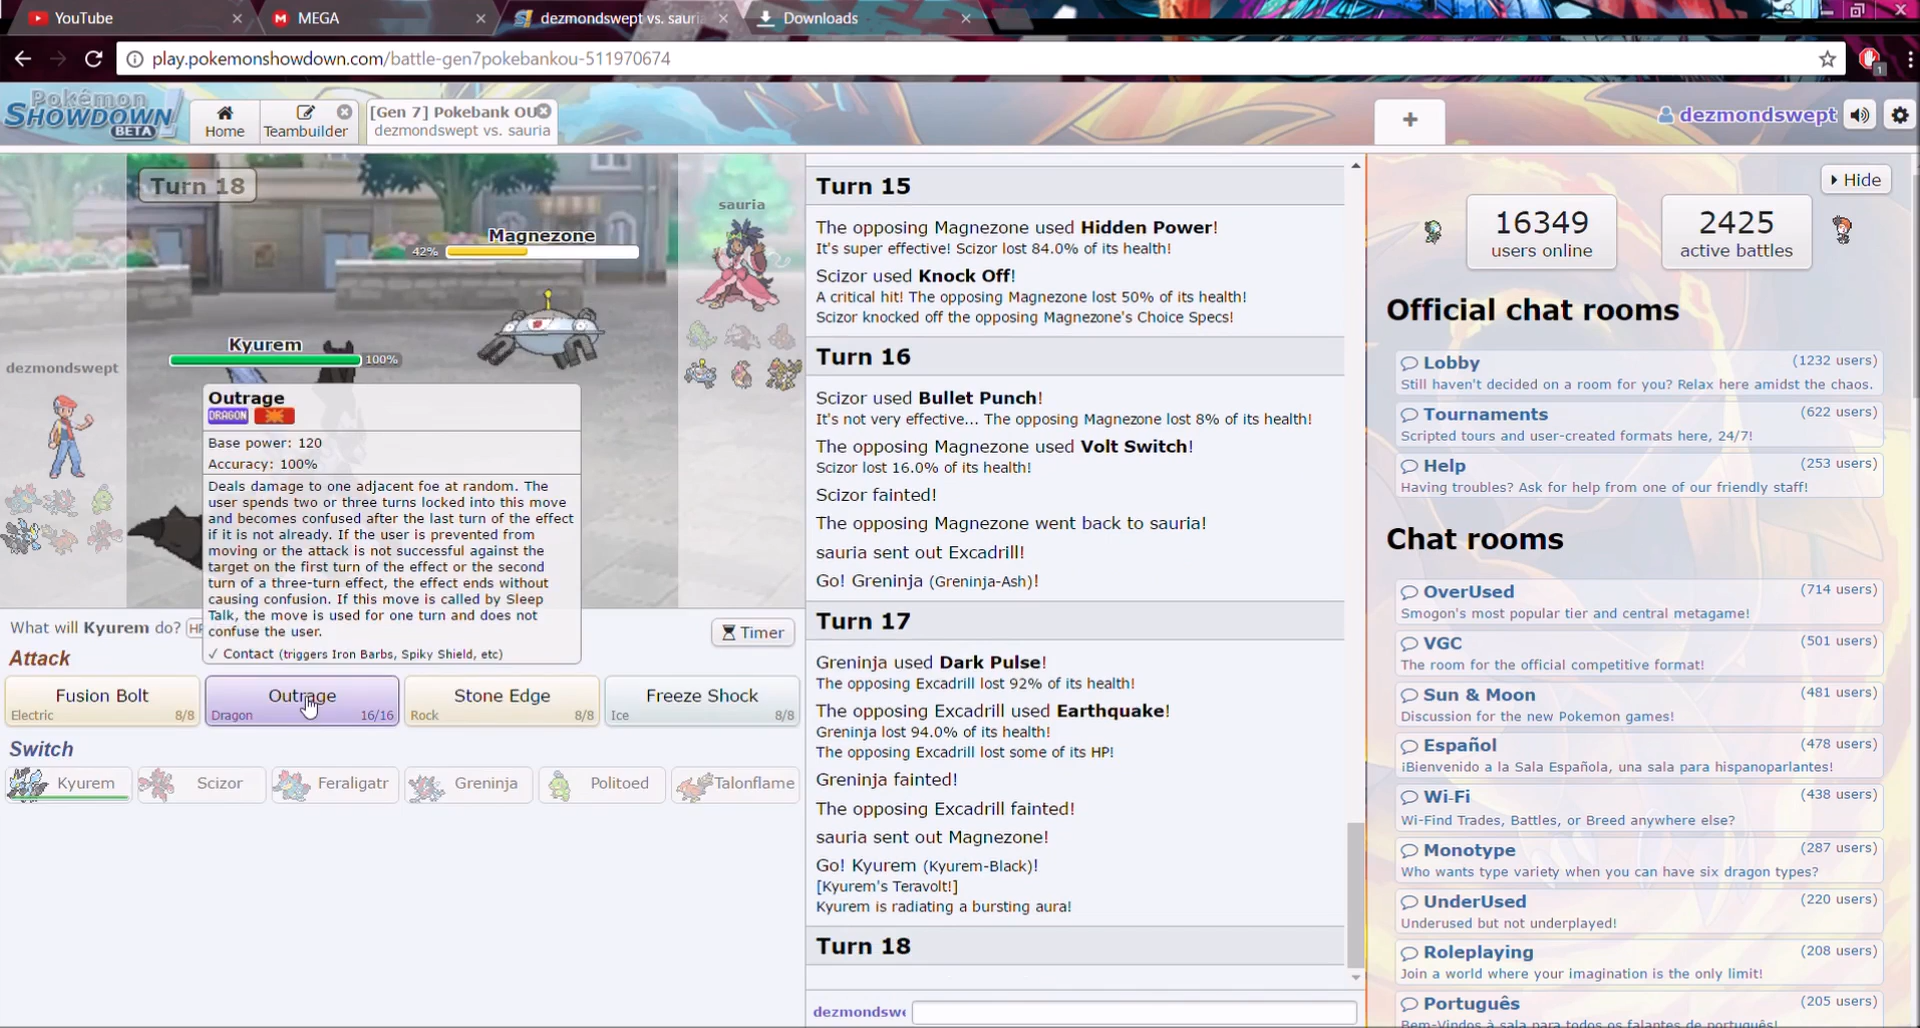 YouTube
MEGA
dezmondswept vs. sauri
Downloads
play.pokemonshowdown.com/battle-gen7pokebankou-511970674
1
Pokémon
SHOWDOWN
BETA
Home
Teambuilder
[Gen 7] Pokebank OU
dezmondswept vs. sauria
+
dezmondswept
Turn 18
sauria
Magnezone
42%
Kyurem
100%
dezmondswept
Outrage
DRAGON
Base power: 120
Accuracy: 100%
Deals damage to one adjacent foe at random. The
user spends two or three turns locked into this move
and becomes confused after the last turn of the effect
if it is not already. If the user is prevented from
moving or the attack is not successful against the
target on the first turn of the effect or the second
turn of a three-turn effect, the effect ends without
causing confusion. If this move is called by Sleep
Talk, the move is used for one turn and does not
confuse the user.
✓ Contact (triggers Iron Barbs, Spiky Shield, etc)
What will Kyurem do? HP
Timer
Attack
Fusion Bolt
Electric 8/8
Outrage
Dragon 16/16
Stone Edge
Rock 8/8
Freeze Shock
Ice 8/8
Switch
Kyurem
Scizor
Feraligatr
Greninja
Politoed
Talonflame
Turn 15
The opposing Magnezone used Hidden Power!
It's super effective! Scizor lost 84.0% of its health!
Scizor used Knock Off!
A critical hit! The opposing Magnezone lost 50% of its health!
Scizor knocked off the opposing Magnezone's Choice Specs!
Turn 16
Scizor used Bullet Punch!
It's not very effective... The opposing Magnezone lost 8% of its health!
The opposing Magnezone used Volt Switch!
Scizor lost 16.0% of its health!
Scizor fainted!
The opposing Magnezone went back to sauria!
sauria sent out Excadrill!
Go! Greninja (Greninja-Ash)!
Turn 17
Greninja used Dark Pulse!
The opposing Excadrill lost 92% of its health!
The opposing Excadrill used Earthquake!
Greninja lost 94.0% of its health!
The opposing Excadrill lost some of its HP!
Greninja fainted!
The opposing Excadrill fainted!
sauria sent out Magnezone!
Go! Kyurem (Kyurem-Black)!
[Kyurem's Teravolt!]
Kyurem is radiating a bursting aura!
Turn 18
dezmondswe
Hide
16349
users online
2425
active battles
Official chat rooms
Lobby (1232 users)
Still haven't decided on a room for you? Relax here amidst the chaos.
Tournaments (622 users)
Scripted tours and user-created formats here, 24/7!
Help (253 users)
Having troubles? Ask for help from one of our friendly staff!
Chat rooms
OverUsed (714 users)
Smogon's most popular tier and central metagame!
VGC (501 users)
The room for the official competitive format!
Sun & Moon (481 users)
Discussion for the new Pokemon games!
Español (478 users)
¡Bienvenido a la Sala Española, una sala para hispanoparlantes!
Wi-Fi (438 users)
Wi-Find Trades, Battles, or Breed anywhere else?
Monotype (287 users)
Who wants type variety when you can have six dragon types?
UnderUsed (220 users)
Underused but not underplayed!
Roleplaying (208 users)
Join a world where your imagination is the only limit!
Português (205 users)
Bem-Vindos à sala para todos os falantes de português!